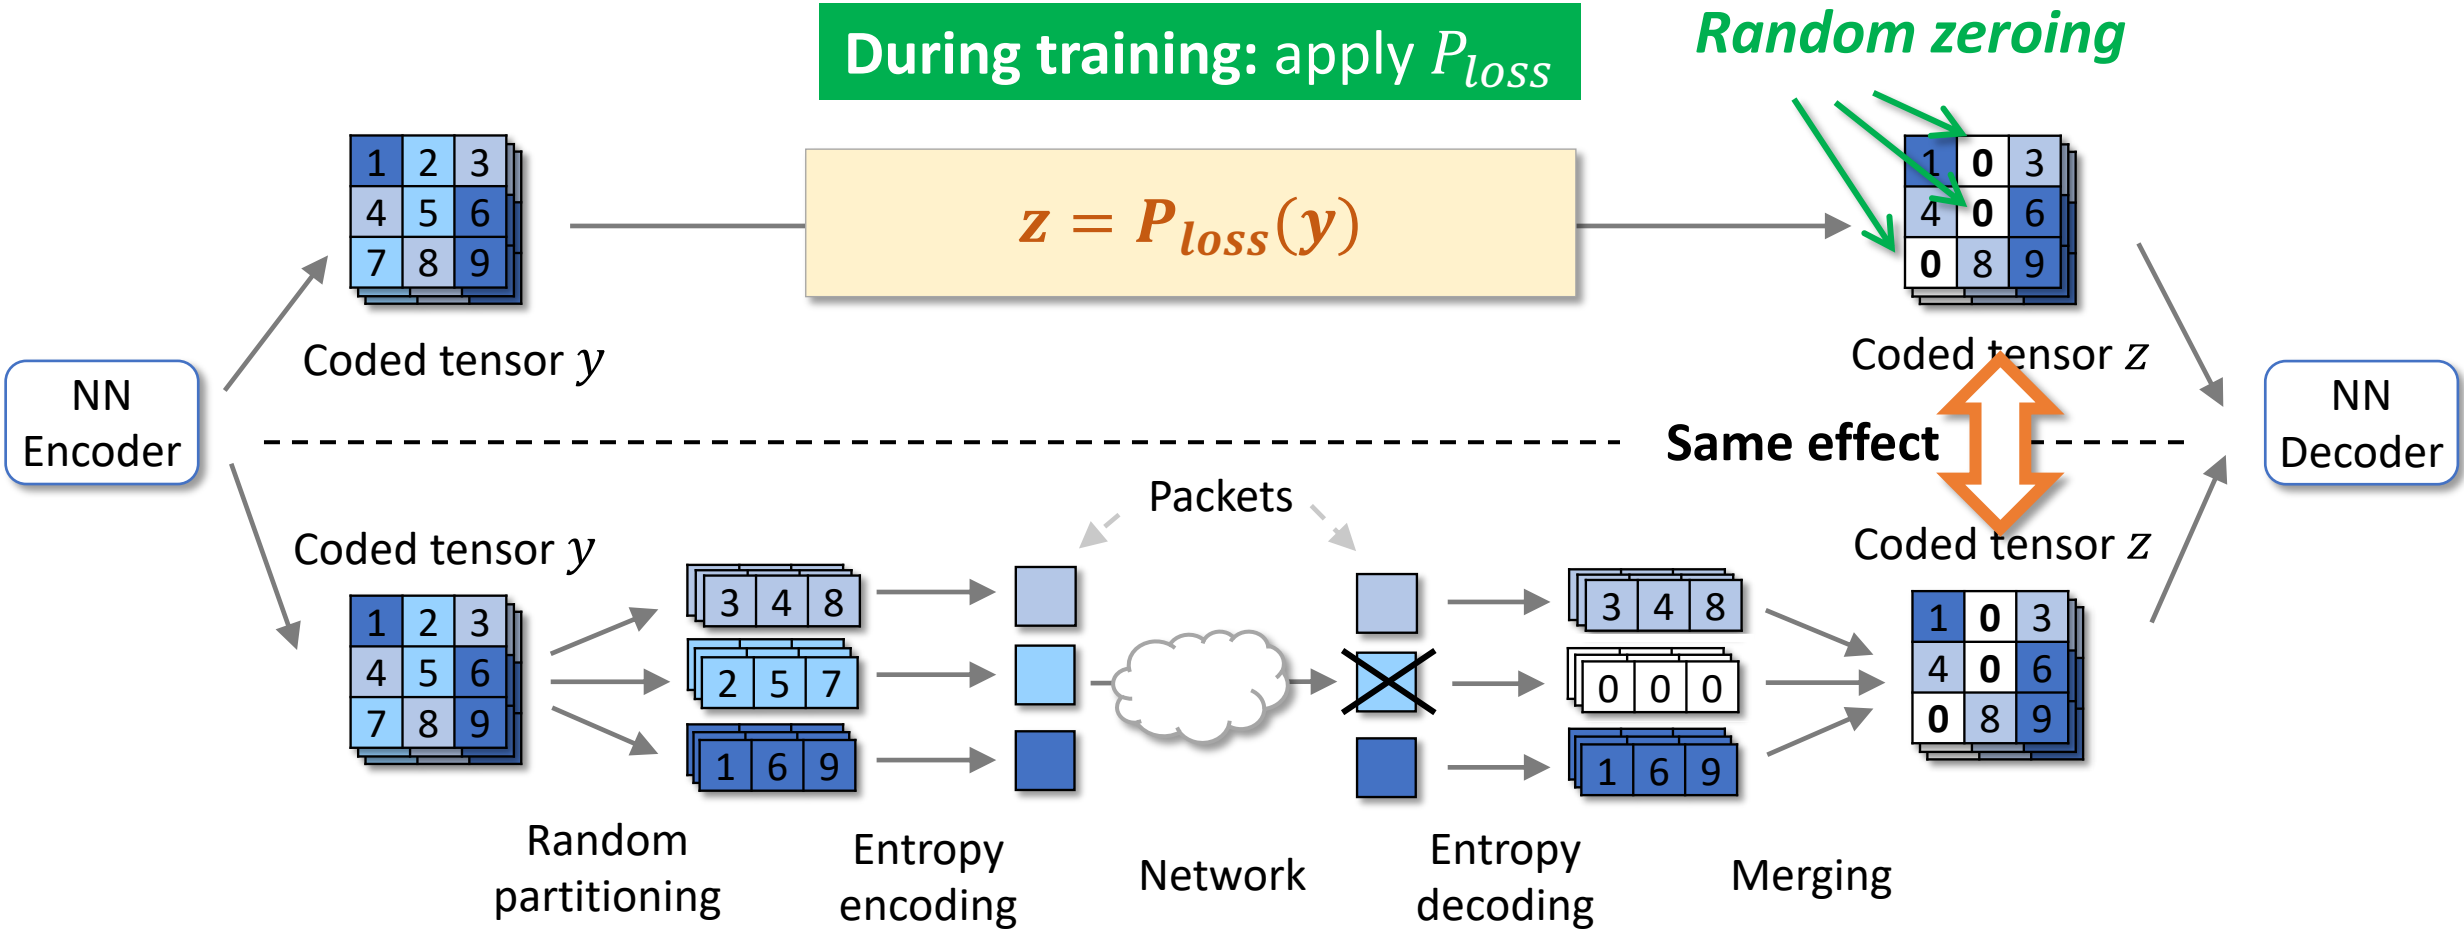 During training: apply P_loss
Random zeroing
1 2 3
4 5 6
7 8 9
z = P_loss(y)
1 0 3
4 0 6
0 8 9
Coded tensor y
Coded tensor z
NN
Encoder
NN
Decoder
Same effect
Packets
Coded tensor y
Coded tensor z
1 2 3
4 5 6
7 8 9
3 4 8
2 5 7
1 6 9
3 4 8
0 0 0
1 6 9
1 0 3
4 0 6
0 8 9
Random
partitioning
Entropy
encoding
Network
Entropy
decoding
Merging